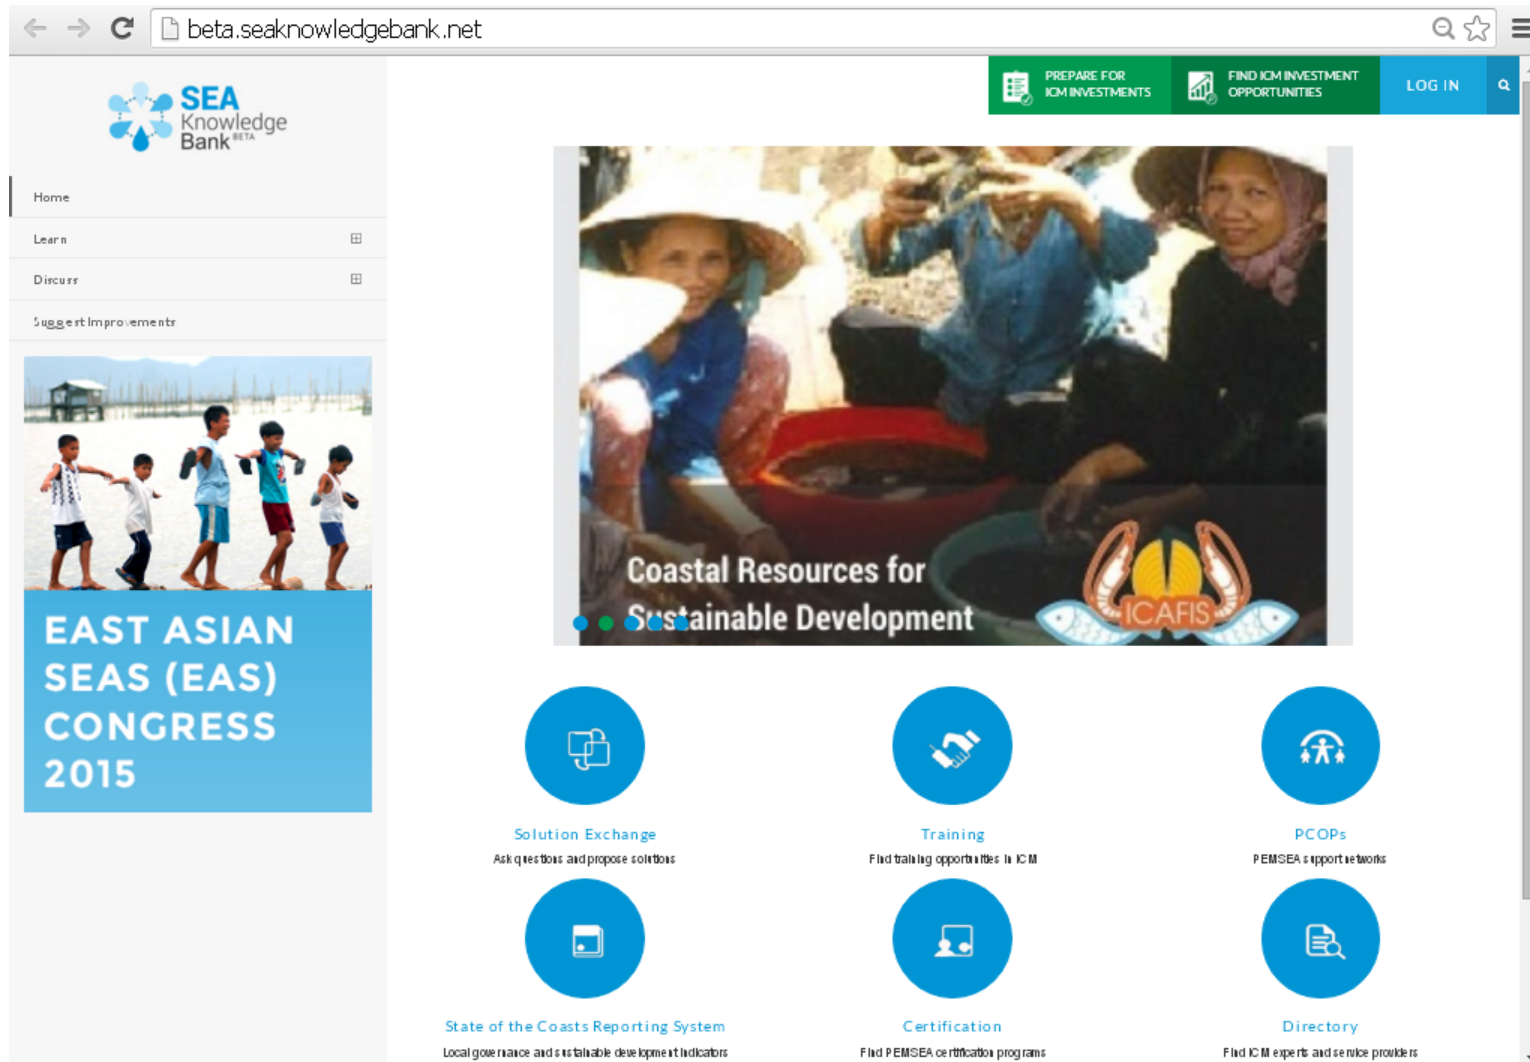 beta.seaknowledgebank.net
PREPARE FOR
ICM INVESTMENTS
FIND ICM INVESTMENT
OPPORTUNITIES
LOG IN
SEA
Knowledge
Bank BETA
Home
Learn
Discuss
Suggest Improvements
EAST ASIAN
SEAS (EAS)
CONGRESS
2015
Coastal Resources for
Sustainable Development
ICAFIS
Solution Exchange
Ask questions and propose solutions
Training
Find training opportunities in ICM
PCOPs
PEMSEA support networks
State of the Coasts Reporting System
Local governance and sustainable development indicators
Certification
Find PEMSEA certification programs
Directory
Find ICM experts and service providers